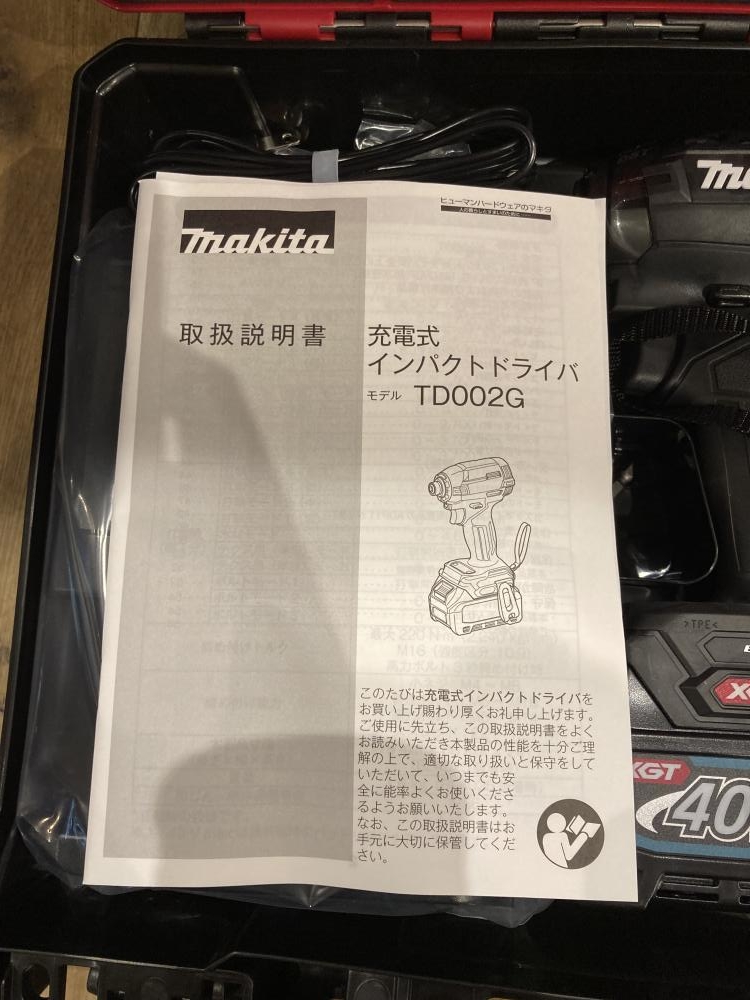 ヒューマンハードウェアのマキタ
makita
取扱説明書
充電式
インパクトドライバ
モデル TD002G
このたびは充電式インパクトドライバを
お買い上げ賜わり厚くお礼申し上げます。
ご使用に先立ち、この取扱説明書をよく
お読みいただき本製品の性能を十分ご理
解の上で、適切な取り扱いと保守をして
いただいて、いつまでも安
全に能率よくお使いくださ
るようお願いいたします。
なお、この取扱説明書はお
手元に大切に保管してくだ
さい。
>TPE<
XGT
40